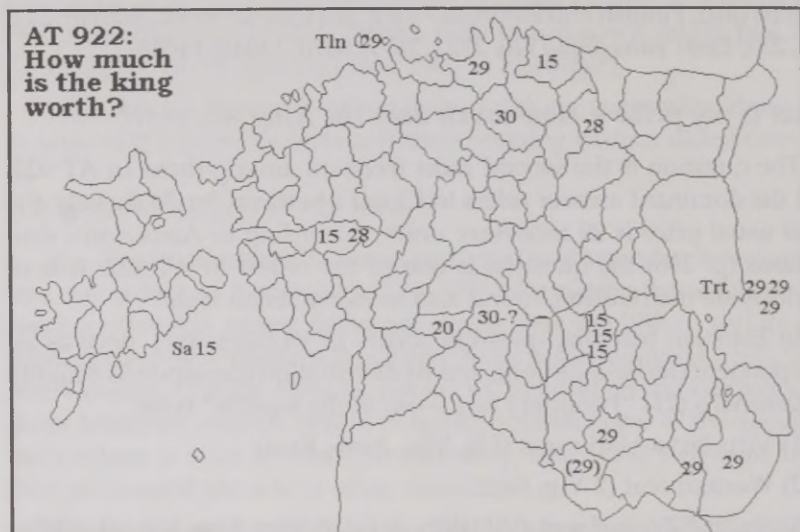 AT 922:
How much
is the king
worth?
Tln (29)
29
15
30
28
15 28
Trt 29 29
29
20
30-?
15
15
15
Sa 15
29
(29)
29
29